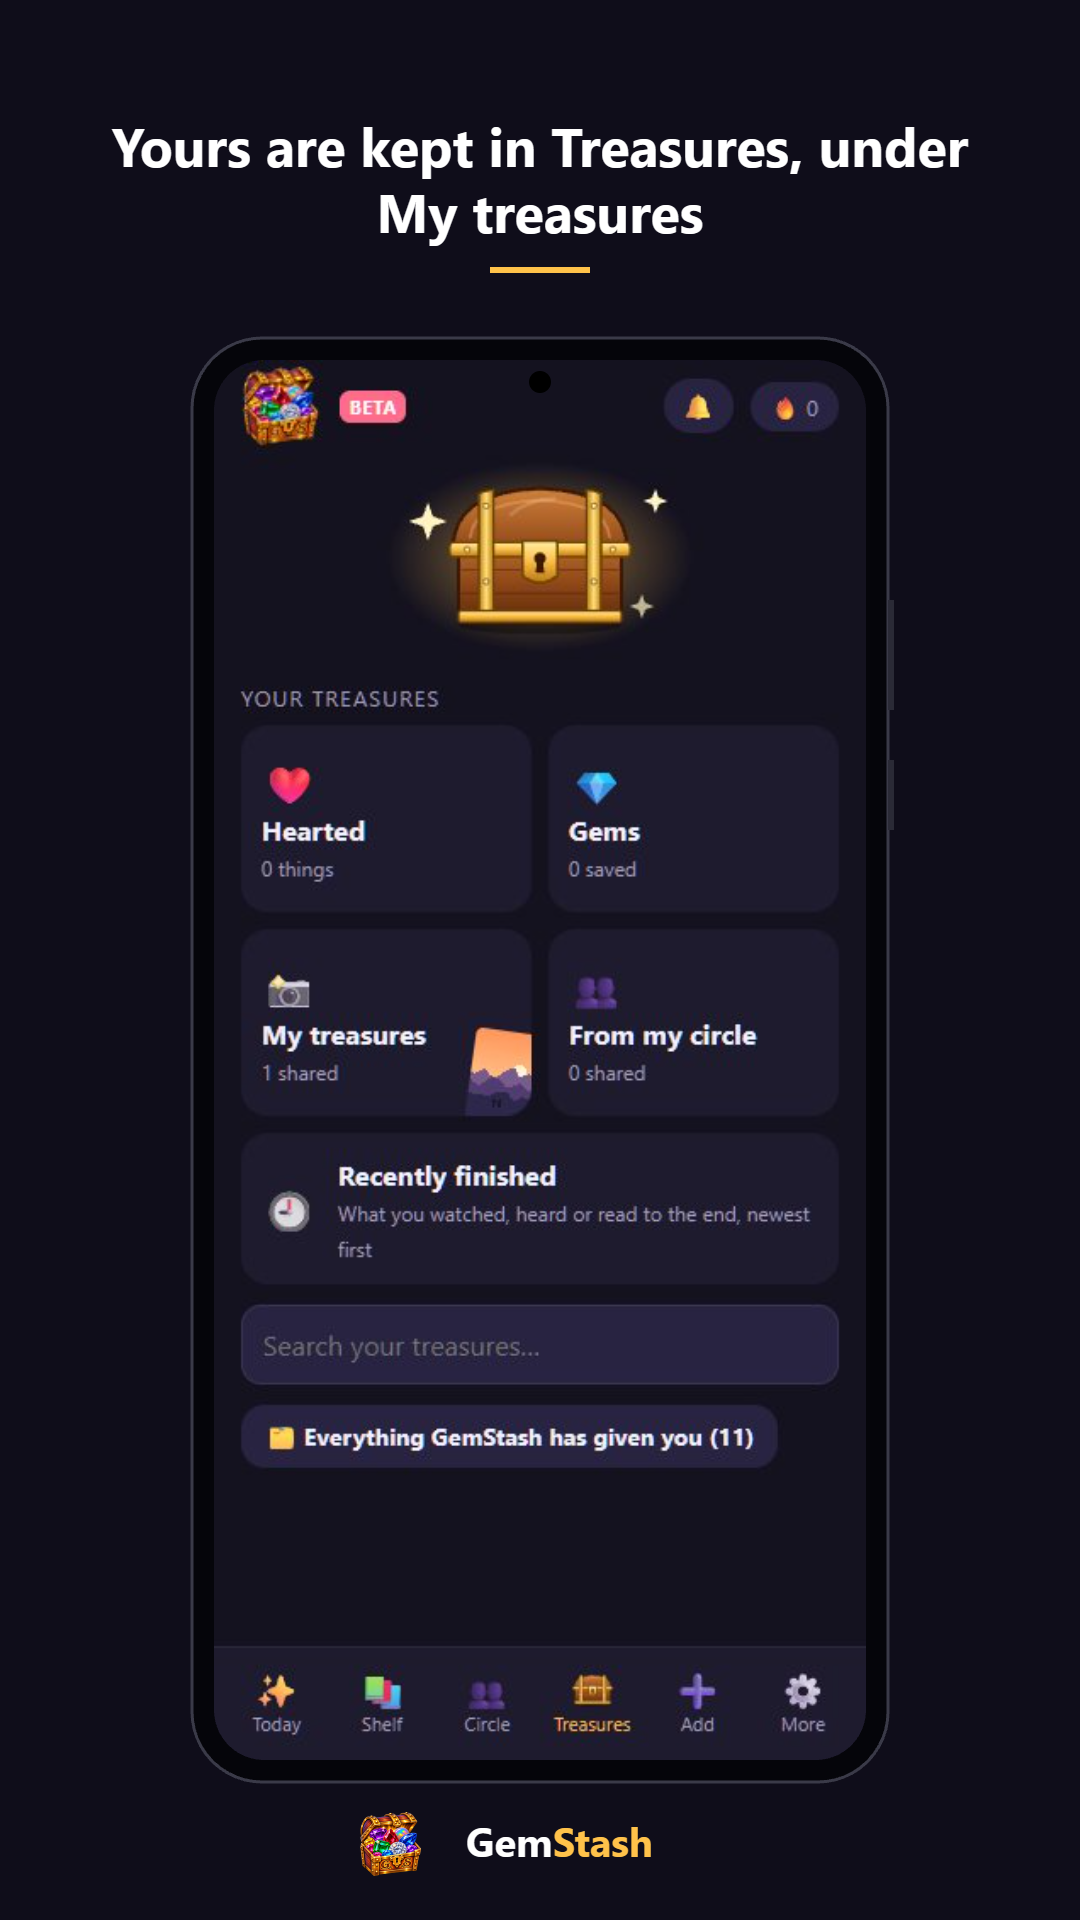 Yours are kept in Treasures, under
My treasures
BETA
0
YOUR TREASURES
Hearted
0 things
Gems
0 saved
My treasures
1 shared
From my circle
0 shared
Recently finished
What you watched, heard or read to the end, newest
first
Search your treasures...
Everything GemStash has given you (11)
Today
Shelf
Circle
Treasures
Add
More
GemStash